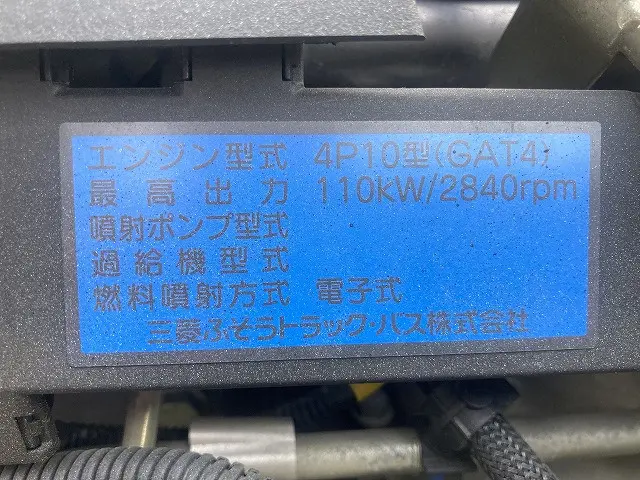 エンジン型式 4P10型(GAT4)
最高出力 110KW/2840rpm
噴射ポンプ型式
過給機型式
燃料噴射方式 電子式
三菱ふそうトラック・バス株式会社